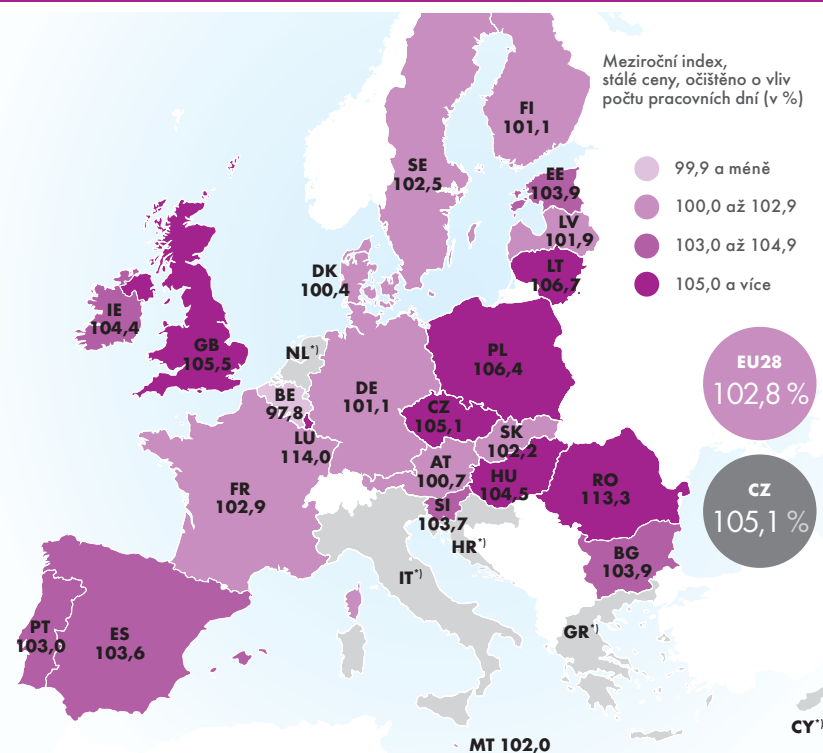 Meziroční index,
stálé ceny, očištěno o vliv
počtu pracovních dní (v %)
99,9 a méně
100,0 až 102,9
103,0 až 104,9
105,0 a více
EU28
102,8 %
CZ
105,1 %
FI
101,1
SE
102,5
EE
103,9
LV
101,9
LT
106,7
DK
100,4
IE
104,4
GB
105,5
NL*)
PL
106,4
BE
97,8
DE
101,1
CZ
105,1
LU
114,0
SK
102,2
AT
100,7
HU
104,5
RO
113,3
FR
102,9
SI
103,7
HR*)
BG
103,9
IT*)
PT
103,0
ES
103,6
GR*)
CY*)
MT 102,0